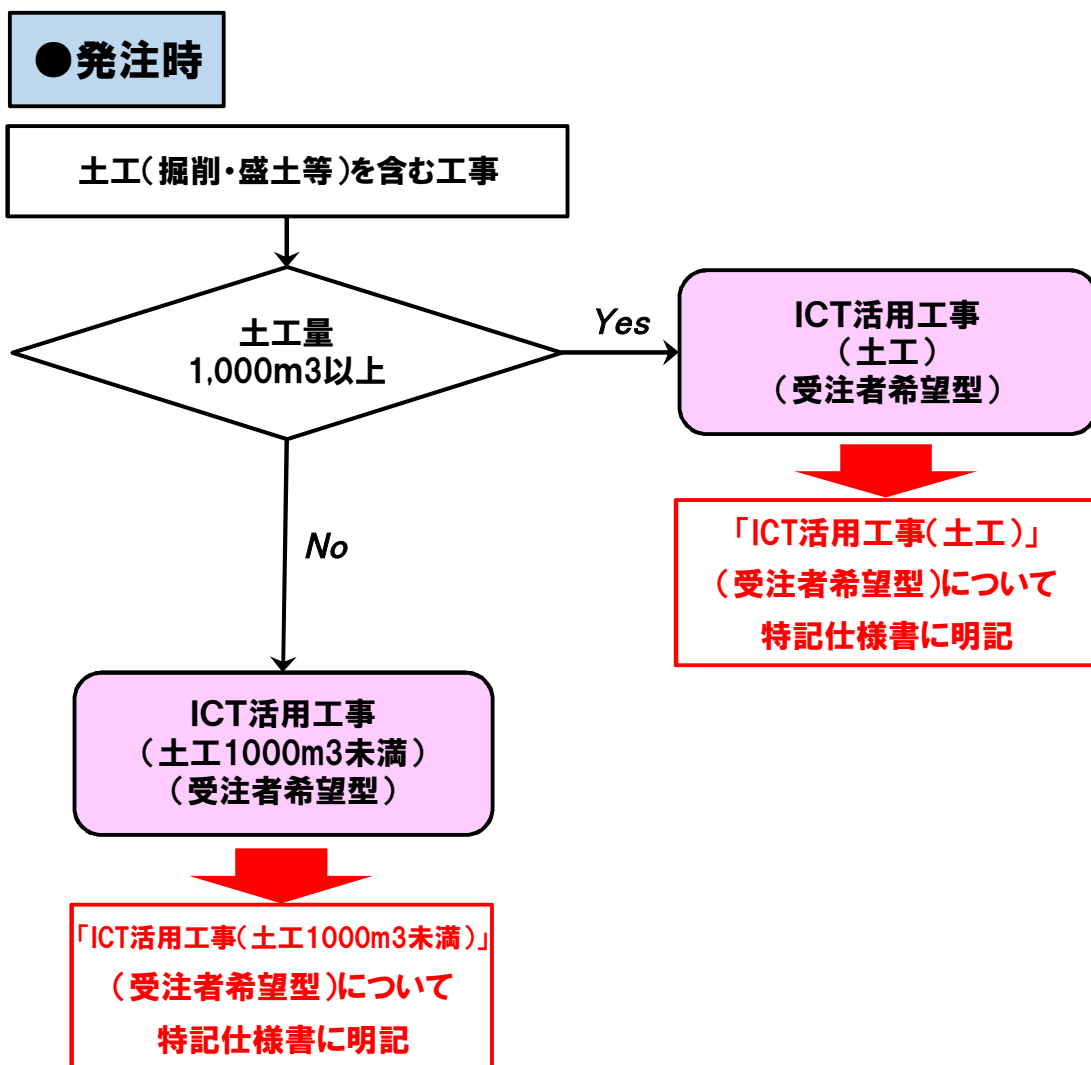 ●発注時
土工(掘削・盛土等)を含む工事
土工量
1,000m3以上
Yes
ICT活用工事
(土工)
(受注者希望型)
「ICT活用工事(土工)」
(受注者希望型)について
特記仕様書に明記
No
ICT活用工事
(土工1000m3未満)
(受注者希望型)
「ICT活用工事(土工1000m3未満)」
(受注者希望型)について
特記仕様書に明記